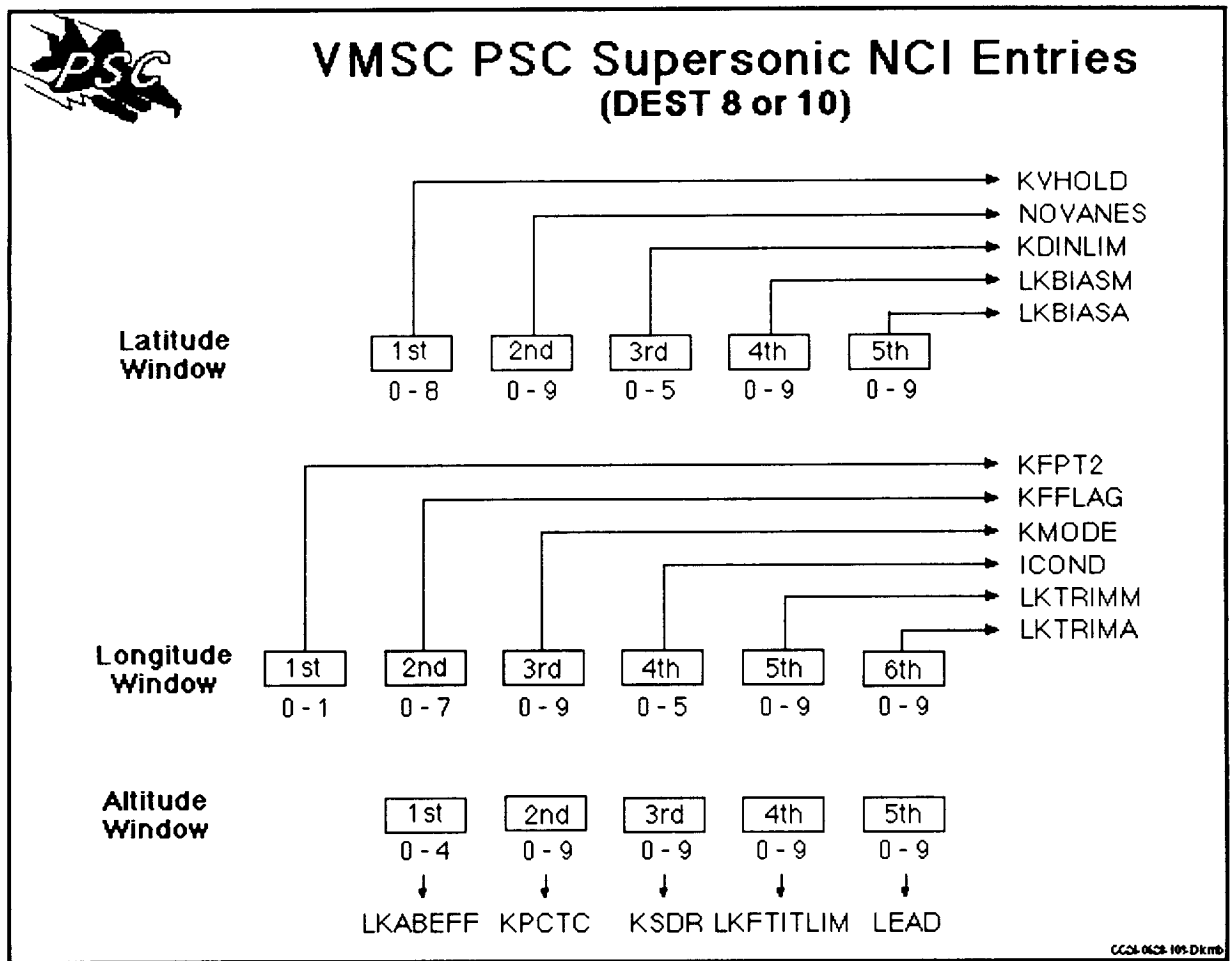 PSC
VMSC PSC Supersonic NCI Entries
(DEST 8 or 10)
KVHOLD
NOVANES
KDINLIM
LKBIASM
LKBIASA
Latitude
Window
1st 2nd 3rd 4th 5th
0 - 8 0 - 9 0 - 5 0 - 9 0 - 9
KFPT2
KFFLAG
KMODE
ICOND
LKTRIMM
LKTRIMA
Longitude
Window
1st 2nd 3rd 4th 5th 6th
0 - 1 0 - 7 0 - 9 0 - 5 0 - 9 0 - 9
Altitude
Window
1st 2nd 3rd 4th 5th
0 - 4 0 - 9 0 - 9 0 - 9 0 - 9
LKABEFF KPCTC KSDR LKFTITLIM LEAD